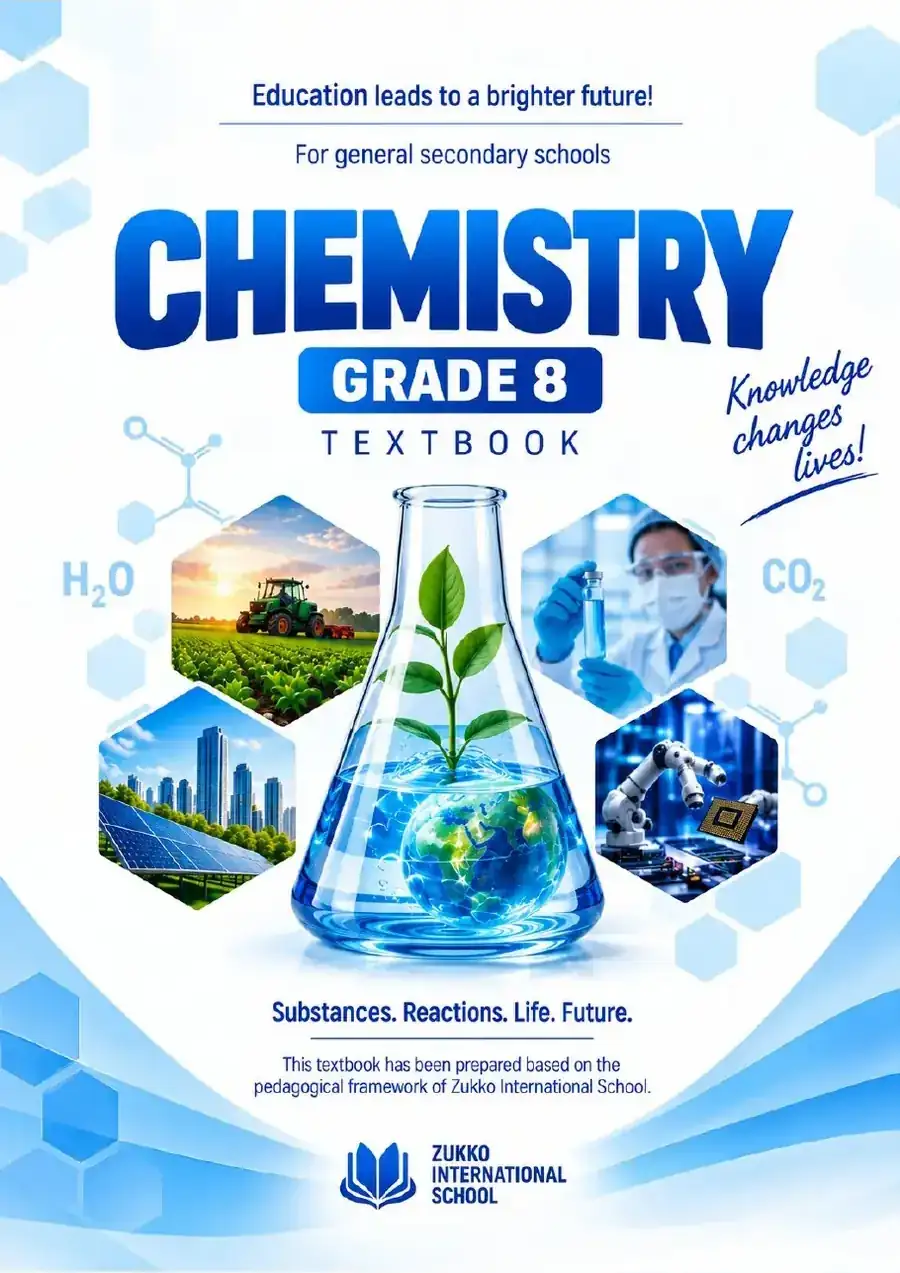 Education leads to a brighter future!
For general secondary schools
CHEMISTRY
GRADE 8
TEXTBOOK
Knowledge
changes
lives!
H₂O
CO₂
Substances. Reactions. Life. Future.
This textbook has been prepared based on the
pedagogical framework of Zukko International School.
ZUKKO
INTERNATIONAL
SCHOOL